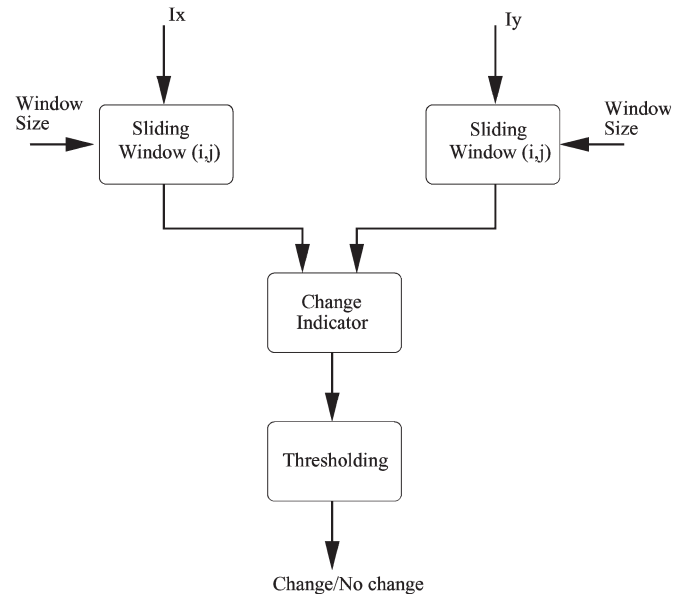 Ix
Iy
Window
Size
Sliding
Window (i,j)
Sliding
Window (i,j)
Window
Size
Change
Indicator
Thresholding
Change/No change